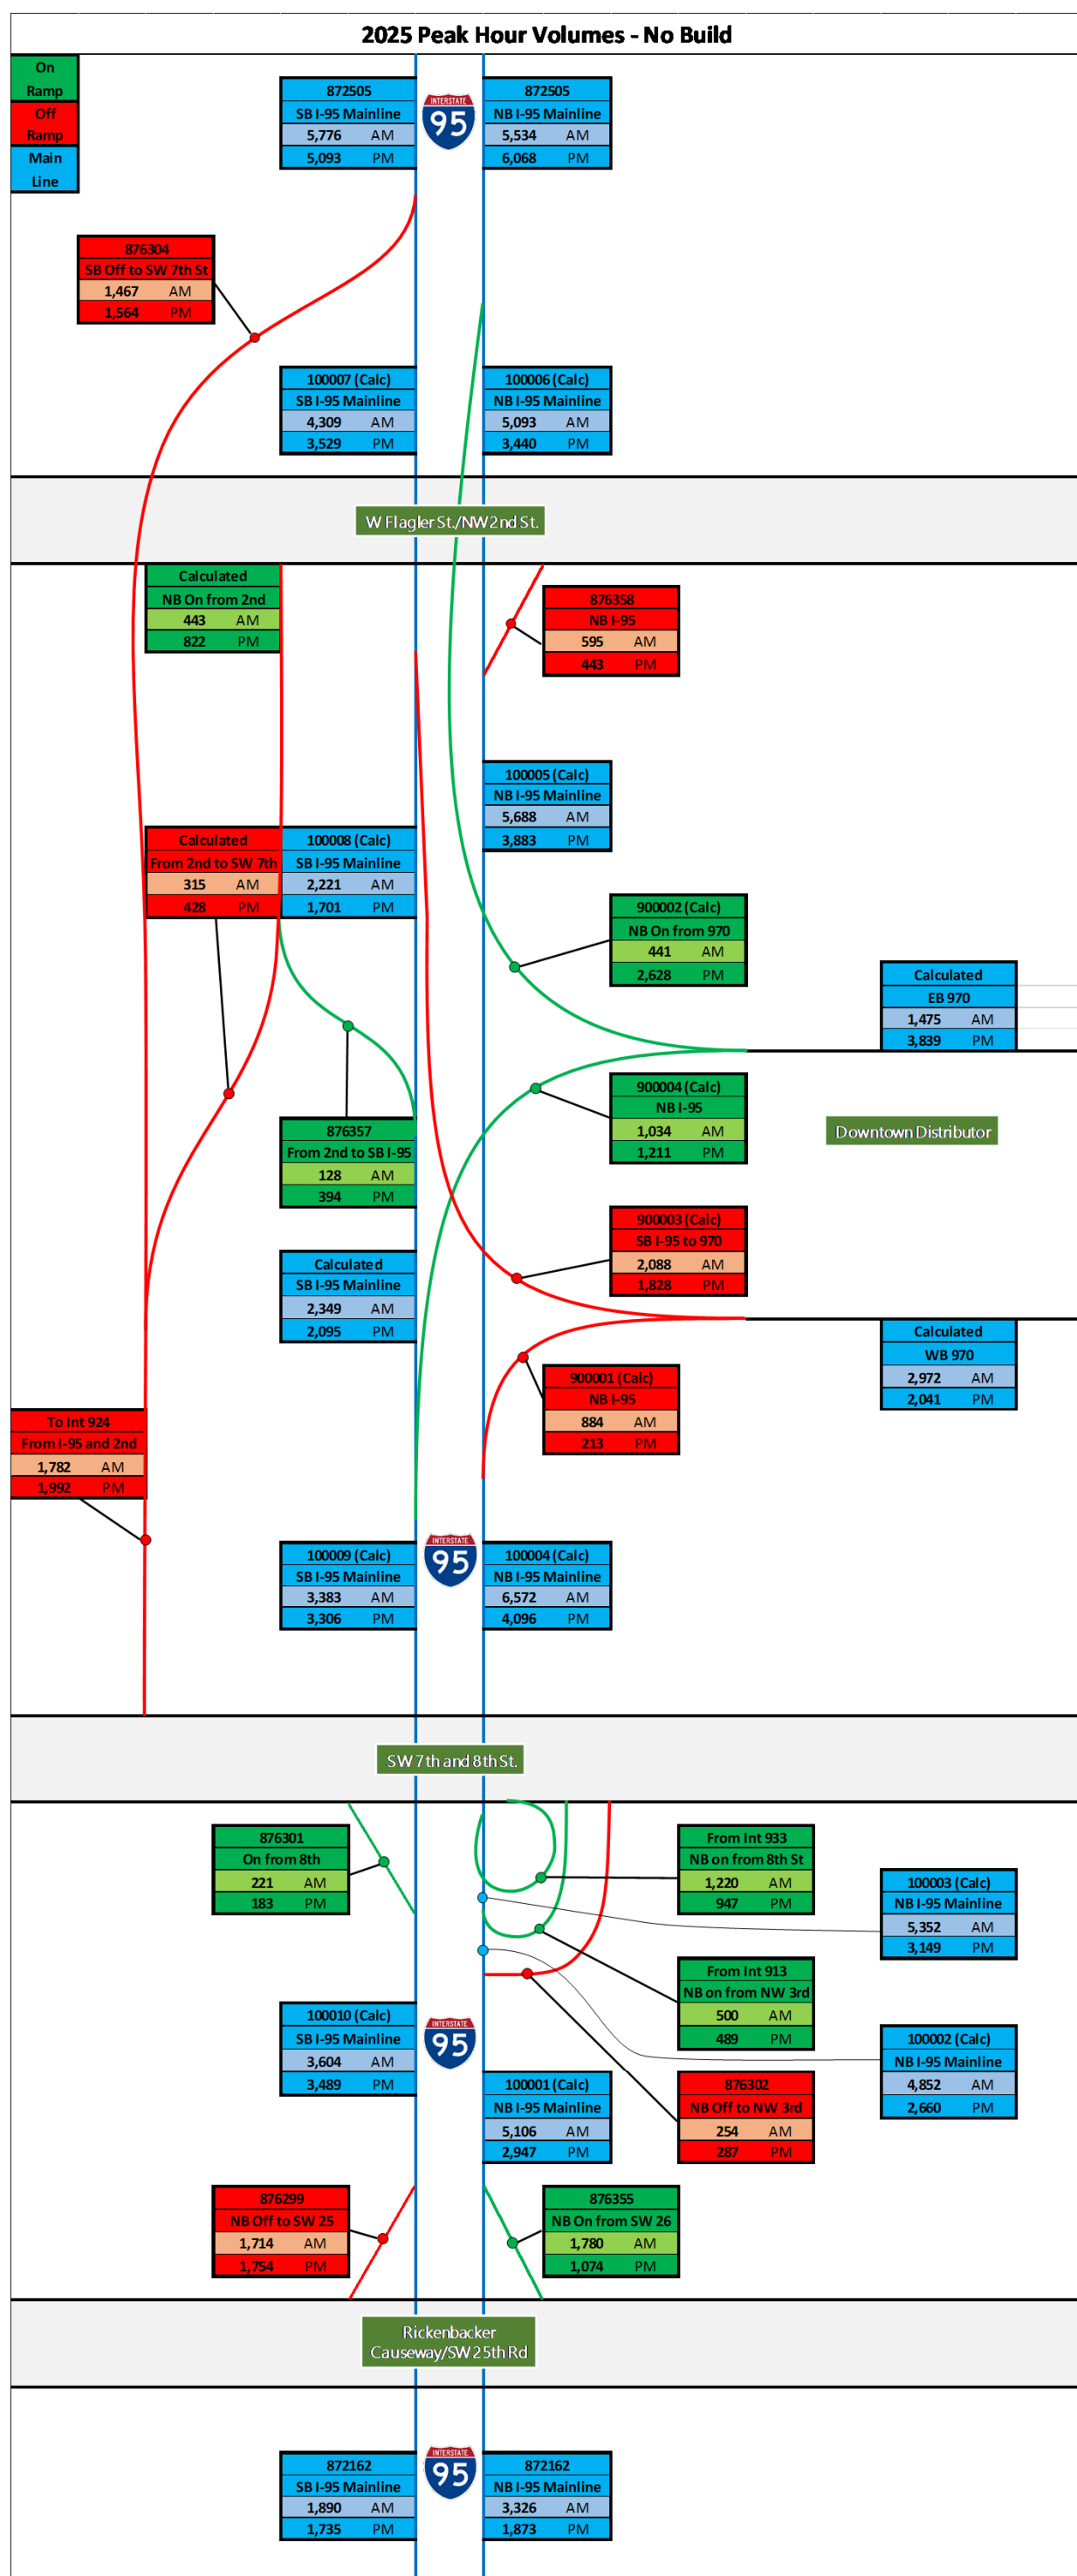 2025 Peak Hour Volumes - No Build
On
Ramp
Off
Ramp
Main
Line
872505
SB I-95 Mainline
5,776 AM
5,093 PM
INTERSTATE
95
872505
NB I-95 Mainline
5,534 AM
6,068 PM
876304
SB Off to SW 7th St
1,467 AM
1,564 PM
100007 (Calc)
SB I-95 Mainline
4,309 AM
3,529 PM
100006 (Calc)
NB I-95 Mainline
5,093 AM
3,440 PM
W Flagler St./NW 2nd St.
Calculated
NB On from 2nd
443 AM
822 PM
876358
NB I-95
595 AM
443 PM
100005 (Calc)
NB I-95 Mainline
5,688 AM
3,883 PM
Calculated
From 2nd to SW 7th
315 AM
428 PM
100008 (Calc)
SB I-95 Mainline
2,221 AM
1,701 PM
900002 (Calc)
NB On from 970
441 AM
2,628 PM
Calculated
EB 970
1,475 AM
3,839 PM
900004 (Calc)
NB I-95
1,034 AM
1,211 PM
Downtown Distributor
876357
From 2nd to SB I-95
128 AM
394 PM
900003 (Calc)
SB I-95 to 970
2,088 AM
1,828 PM
Calculated
SB I-95 Mainline
2,349 AM
2,095 PM
Calculated
WB 970
2,972 AM
2,041 PM
900001 (Calc)
NB I-95
884 AM
213 PM
To Int 924
From I-95 and 2nd
1,782 AM
1,992 PM
100009 (Calc)
SB I-95 Mainline
3,383 AM
3,306 PM
INTERSTATE
95
100004 (Calc)
NB I-95 Mainline
6,572 AM
4,096 PM
SW 7th and 8th St.
876301
On from 8th
221 AM
183 PM
From Int 933
NB on from 8th St
1,220 AM
947 PM
100003 (Calc)
NB I-95 Mainline
5,352 AM
3,149 PM
From Int 913
NB on from NW 3rd
500 AM
489 PM
100010 (Calc)
SB I-95 Mainline
3,604 AM
3,489 PM
INTERSTATE
95
100002 (Calc)
NB I-95 Mainline
4,852 AM
2,660 PM
100001 (Calc)
NB I-95 Mainline
5,106 AM
2,947 PM
876302
NB Off to NW 3rd
254 AM
287 PM
876299
NB Off to SW 25
1,714 AM
1,754 PM
876355
NB On from SW 26
1,780 AM
1,074 PM
Rickenbacker
Causeway/SW 25th Rd
872162
SB I-95 Mainline
1,890 AM
1,735 PM
INTERSTATE
95
872162
NB I-95 Mainline
3,326 AM
1,873 PM